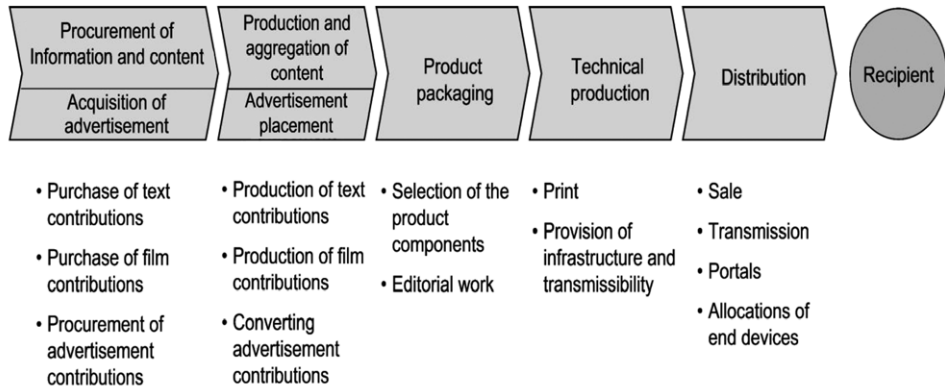 Procurement of
Information and content
Acquisition of
advertisement
Production and
aggregation of
content
Advertisement
placement
Product
packaging
Technical
production
Distribution
Recipient
• Purchase of text
contributions
• Purchase of film
contributions
• Procurement of
advertisement
contributions
• Production of text
contributions
• Production of film
contributions
• Converting
advertisement
contributions
• Selection of the
product
components
• Editorial work
• Print
• Provision of
infrastructure and
transmissibility
• Sale
• Transmission
• Portals
• Allocations of
end devices